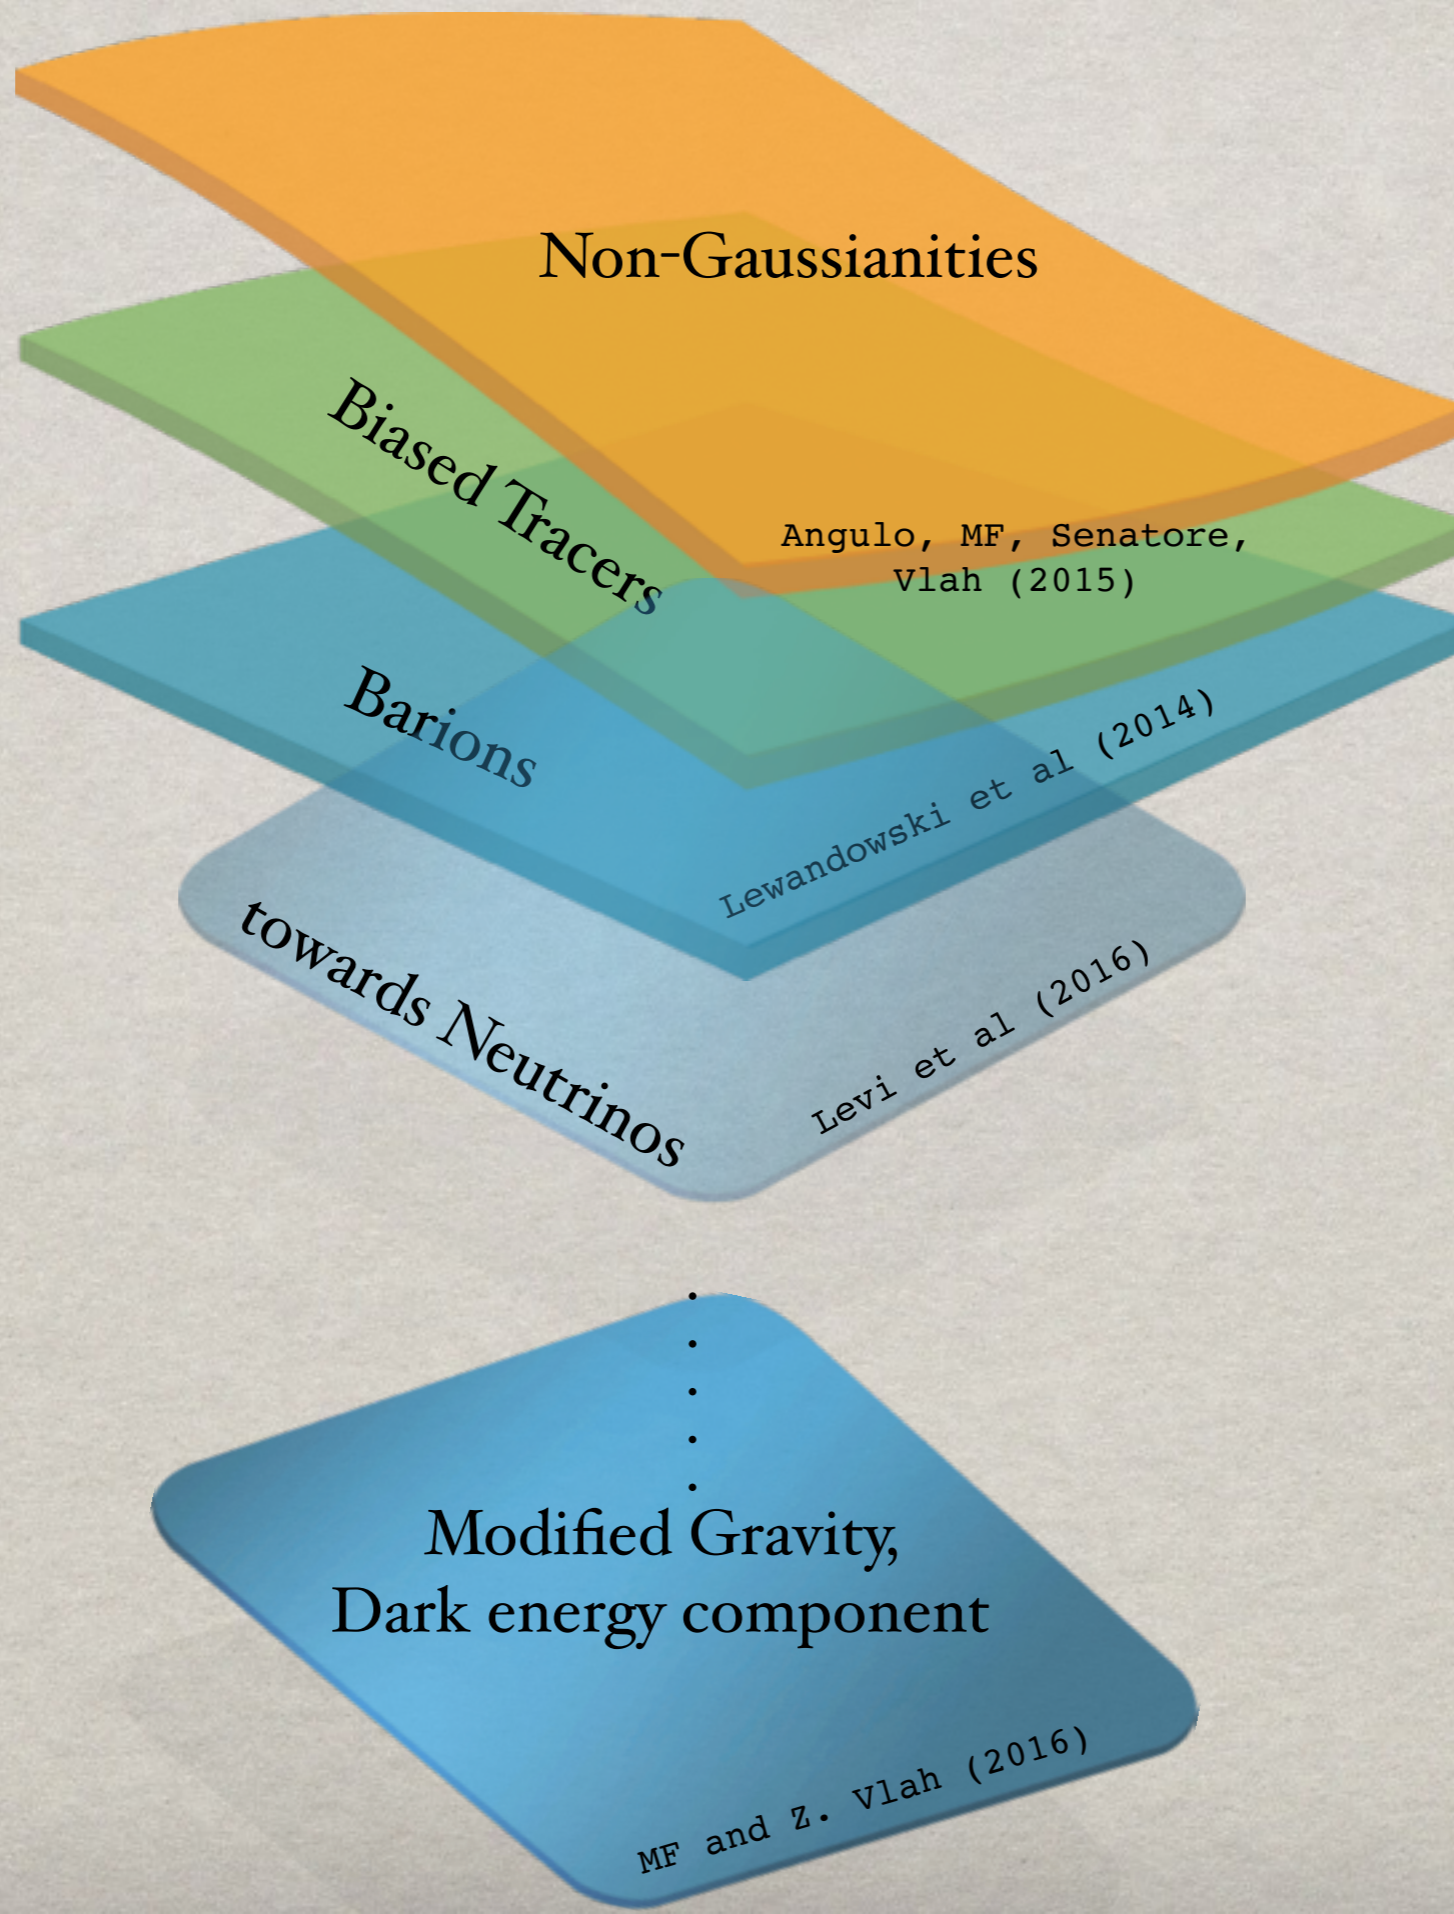 Non-Gaussianities
Biased Tracers
Angulo, MF, Senatore,
Vlah (2015)
Barions
Lewandowski et al (2014)
towards Neutrinos
Levi et al (2016)
Modified Gravity,
Dark energy component
MF and Z. Vlah (2016)